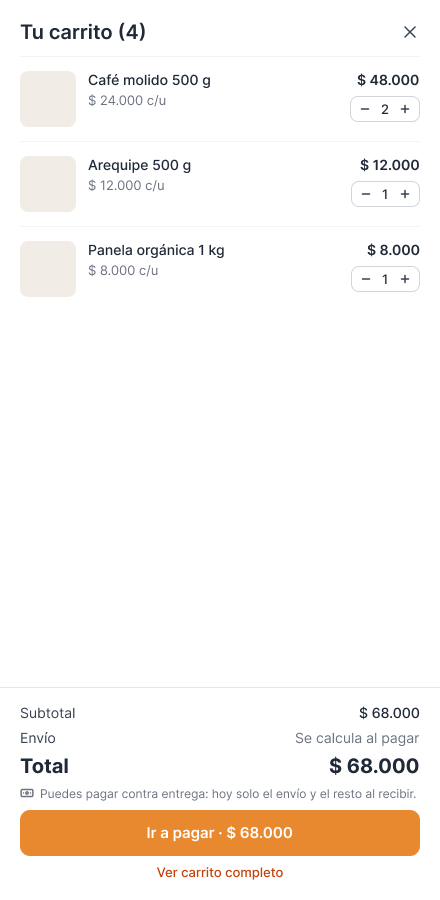 Tu carrito (4)
Café molido 500 g
$ 48.000
$ 24.000 c/u
− 2 +
Arequipe 500 g
$ 12.000
$ 12.000 c/u
− 1 +
Panela orgánica 1 kg
$ 8.000
$ 8.000 c/u
− 1 +
Subtotal
$ 68.000
Envío
Se calcula al pagar
Total
$ 68.000
Puedes pagar contra entrega: hoy solo el envío y el resto al recibir.
Ir a pagar · $ 68.000
Ver carrito completo